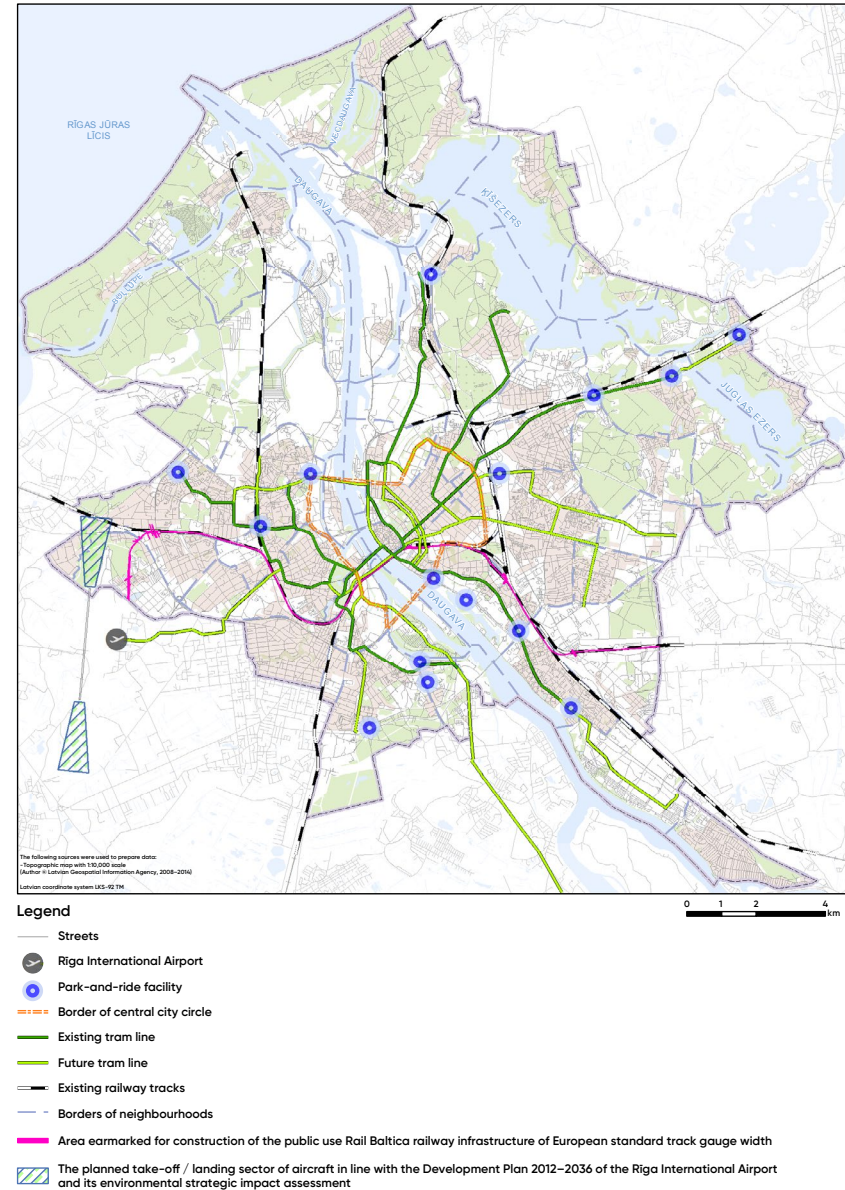 RĪGAS JŪRAS
LĪCIS
VECDAUGAVA
DAUGAVA
ĶĪŠEZERS
BUĻĻUPE
JUGLAS EZERS
DAUGAVA
The following sources were used to prepare data:
-Topographic map with 1:10,000 scale
(Author © Latvian Geospatial Information Agency, 2008–2014)
Latvian coordinate system LKS-92 TM
Legend
0 1 2 4
km
Streets
Rīga International Airport
Park-and-ride facility
Border of central city circle
Existing tram line
Future tram line
Existing railway tracks
Borders of neighbourhoods
Area earmarked for construction of the public use Rail Baltica railway infrastructure of European standard track gauge width
The planned take-off / landing sector of aircraft in line with the Development Plan 2012–2036 of the Rīga International Airport
and its environmental strategic impact assessment